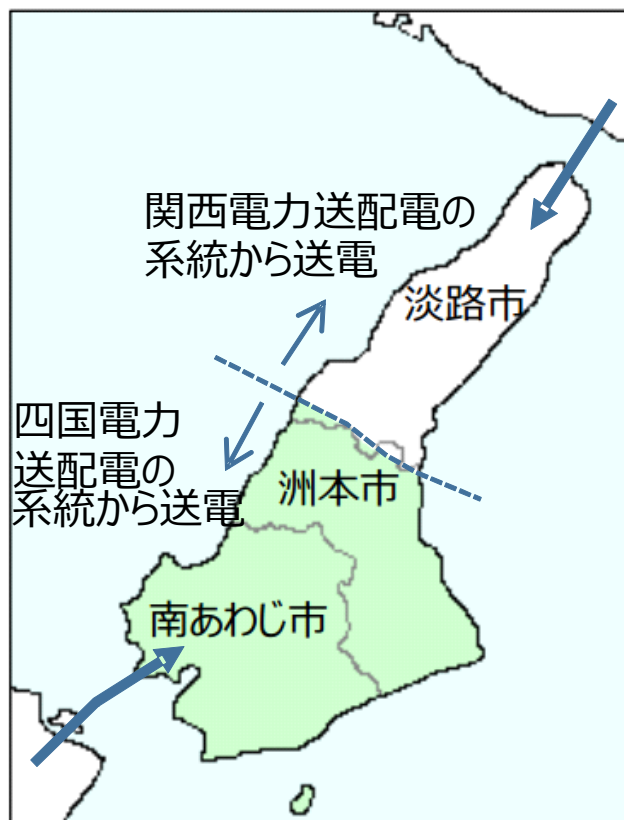 関西電力送配電の
系統から送電
淡路市
四国電力
送配電の
系統から送電
洲本市
南あわじ市